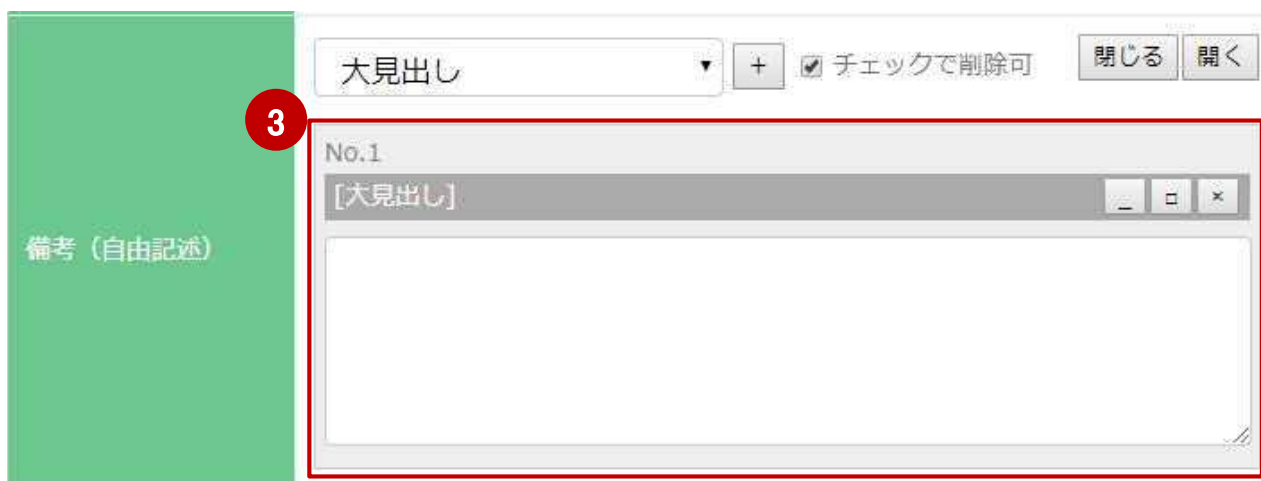 大見出し ▼ + チェックで削除可 閉じる 開く
3
No.1
[大見出し] _ □ ×
備考（自由記述）